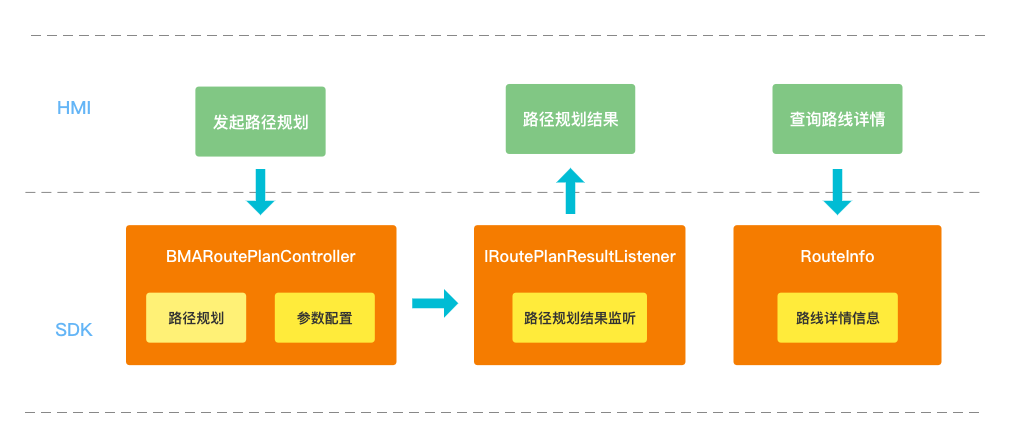 HMI
发起路径规划
路径规划结果
查询路线详情
BMARoutePlanController
IRoutePlanResultListener
RouteInfo
SDK
路径规划
参数配置
路径规划结果监听
路线详情信息